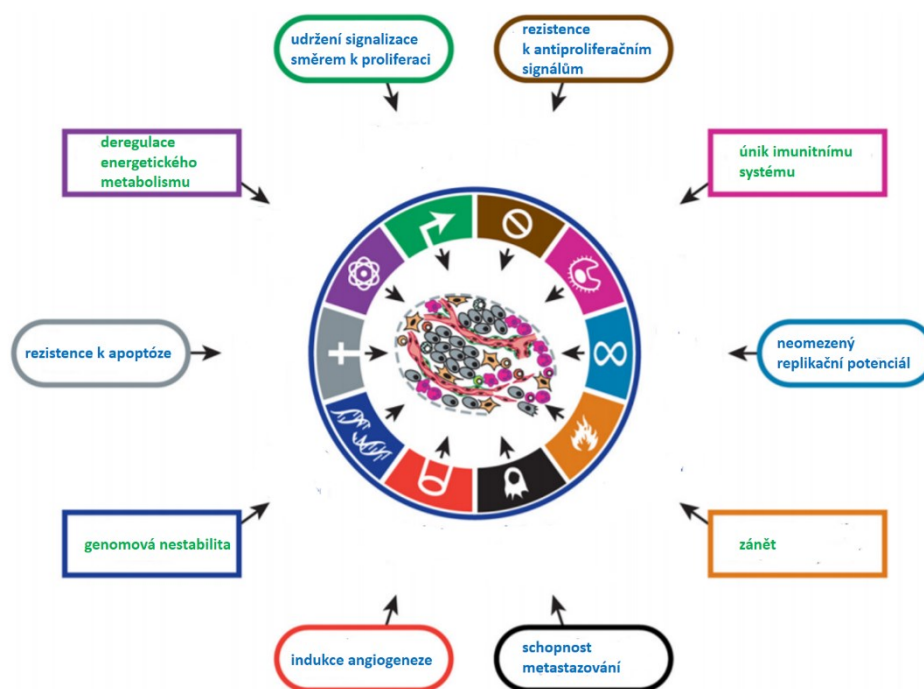 udržení signalizace
směrem k proliferaci
rezistence
k antiproliferačním
signálům
deregulace
energetického
metabolismu
únik imunitnímu
systému
rezistence k apoptóze
neomezený
replikační potenciál
genomová nestabilita
zánět
indukce angiogeneze
schopnost
metastazování